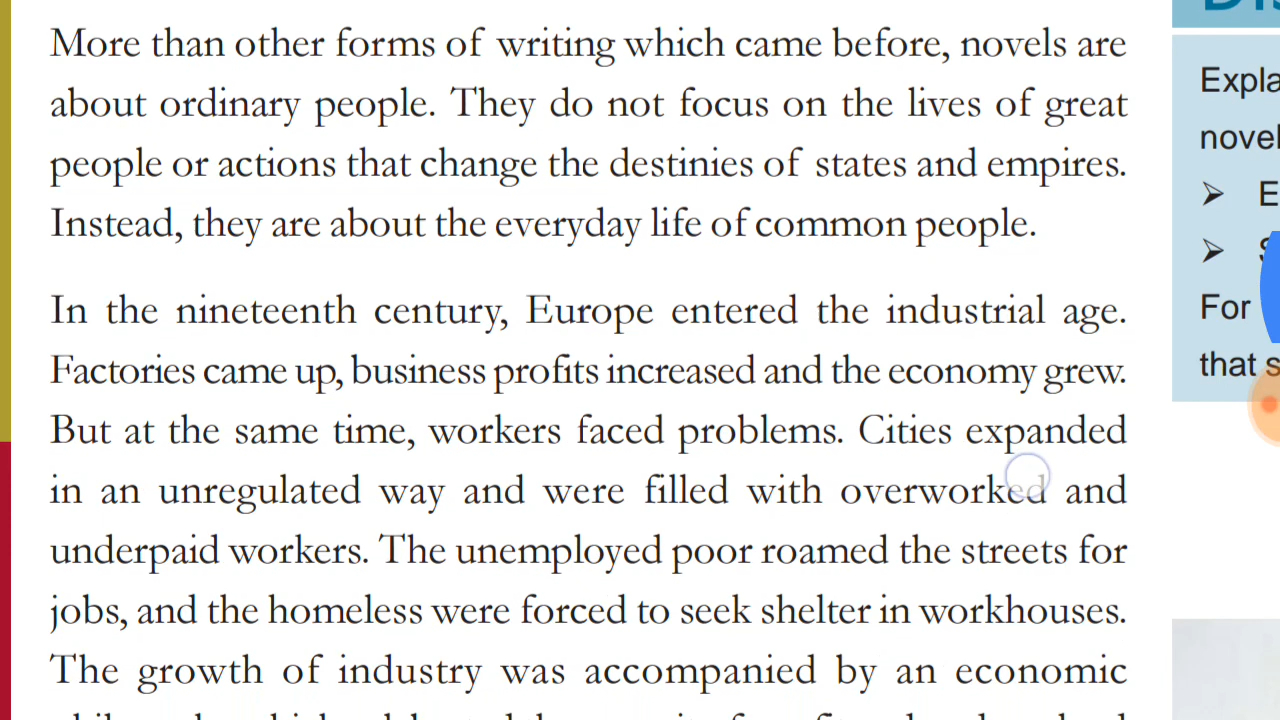 More than other forms of writing which came before, novels are
about ordinary people. They do not focus on the lives of great
people or actions that change the destinies of states and empires.
Instead, they are about the everyday life of common people.
In the nineteenth century, Europe entered the industrial age.
Factories came up, business profits increased and the economy grew.
But at the same time, workers faced problems. Cities expanded
in an unregulated way and were filled with overworked and
underpaid workers. The unemployed poor roamed the streets for
jobs, and the homeless were forced to seek shelter in workhouses.
The growth of industry was accompanied by an economic
For
that